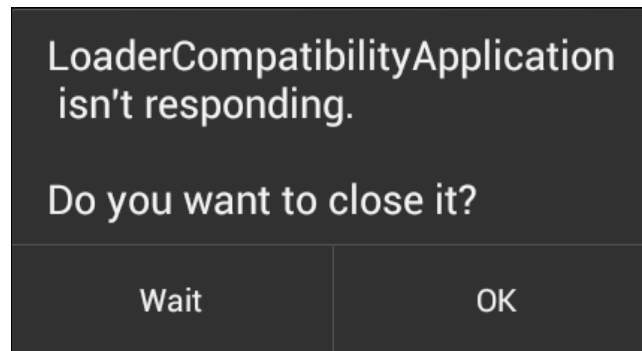 LoaderCompatibilityApplication
isn't responding.
Do you want to close it?
Wait
OK